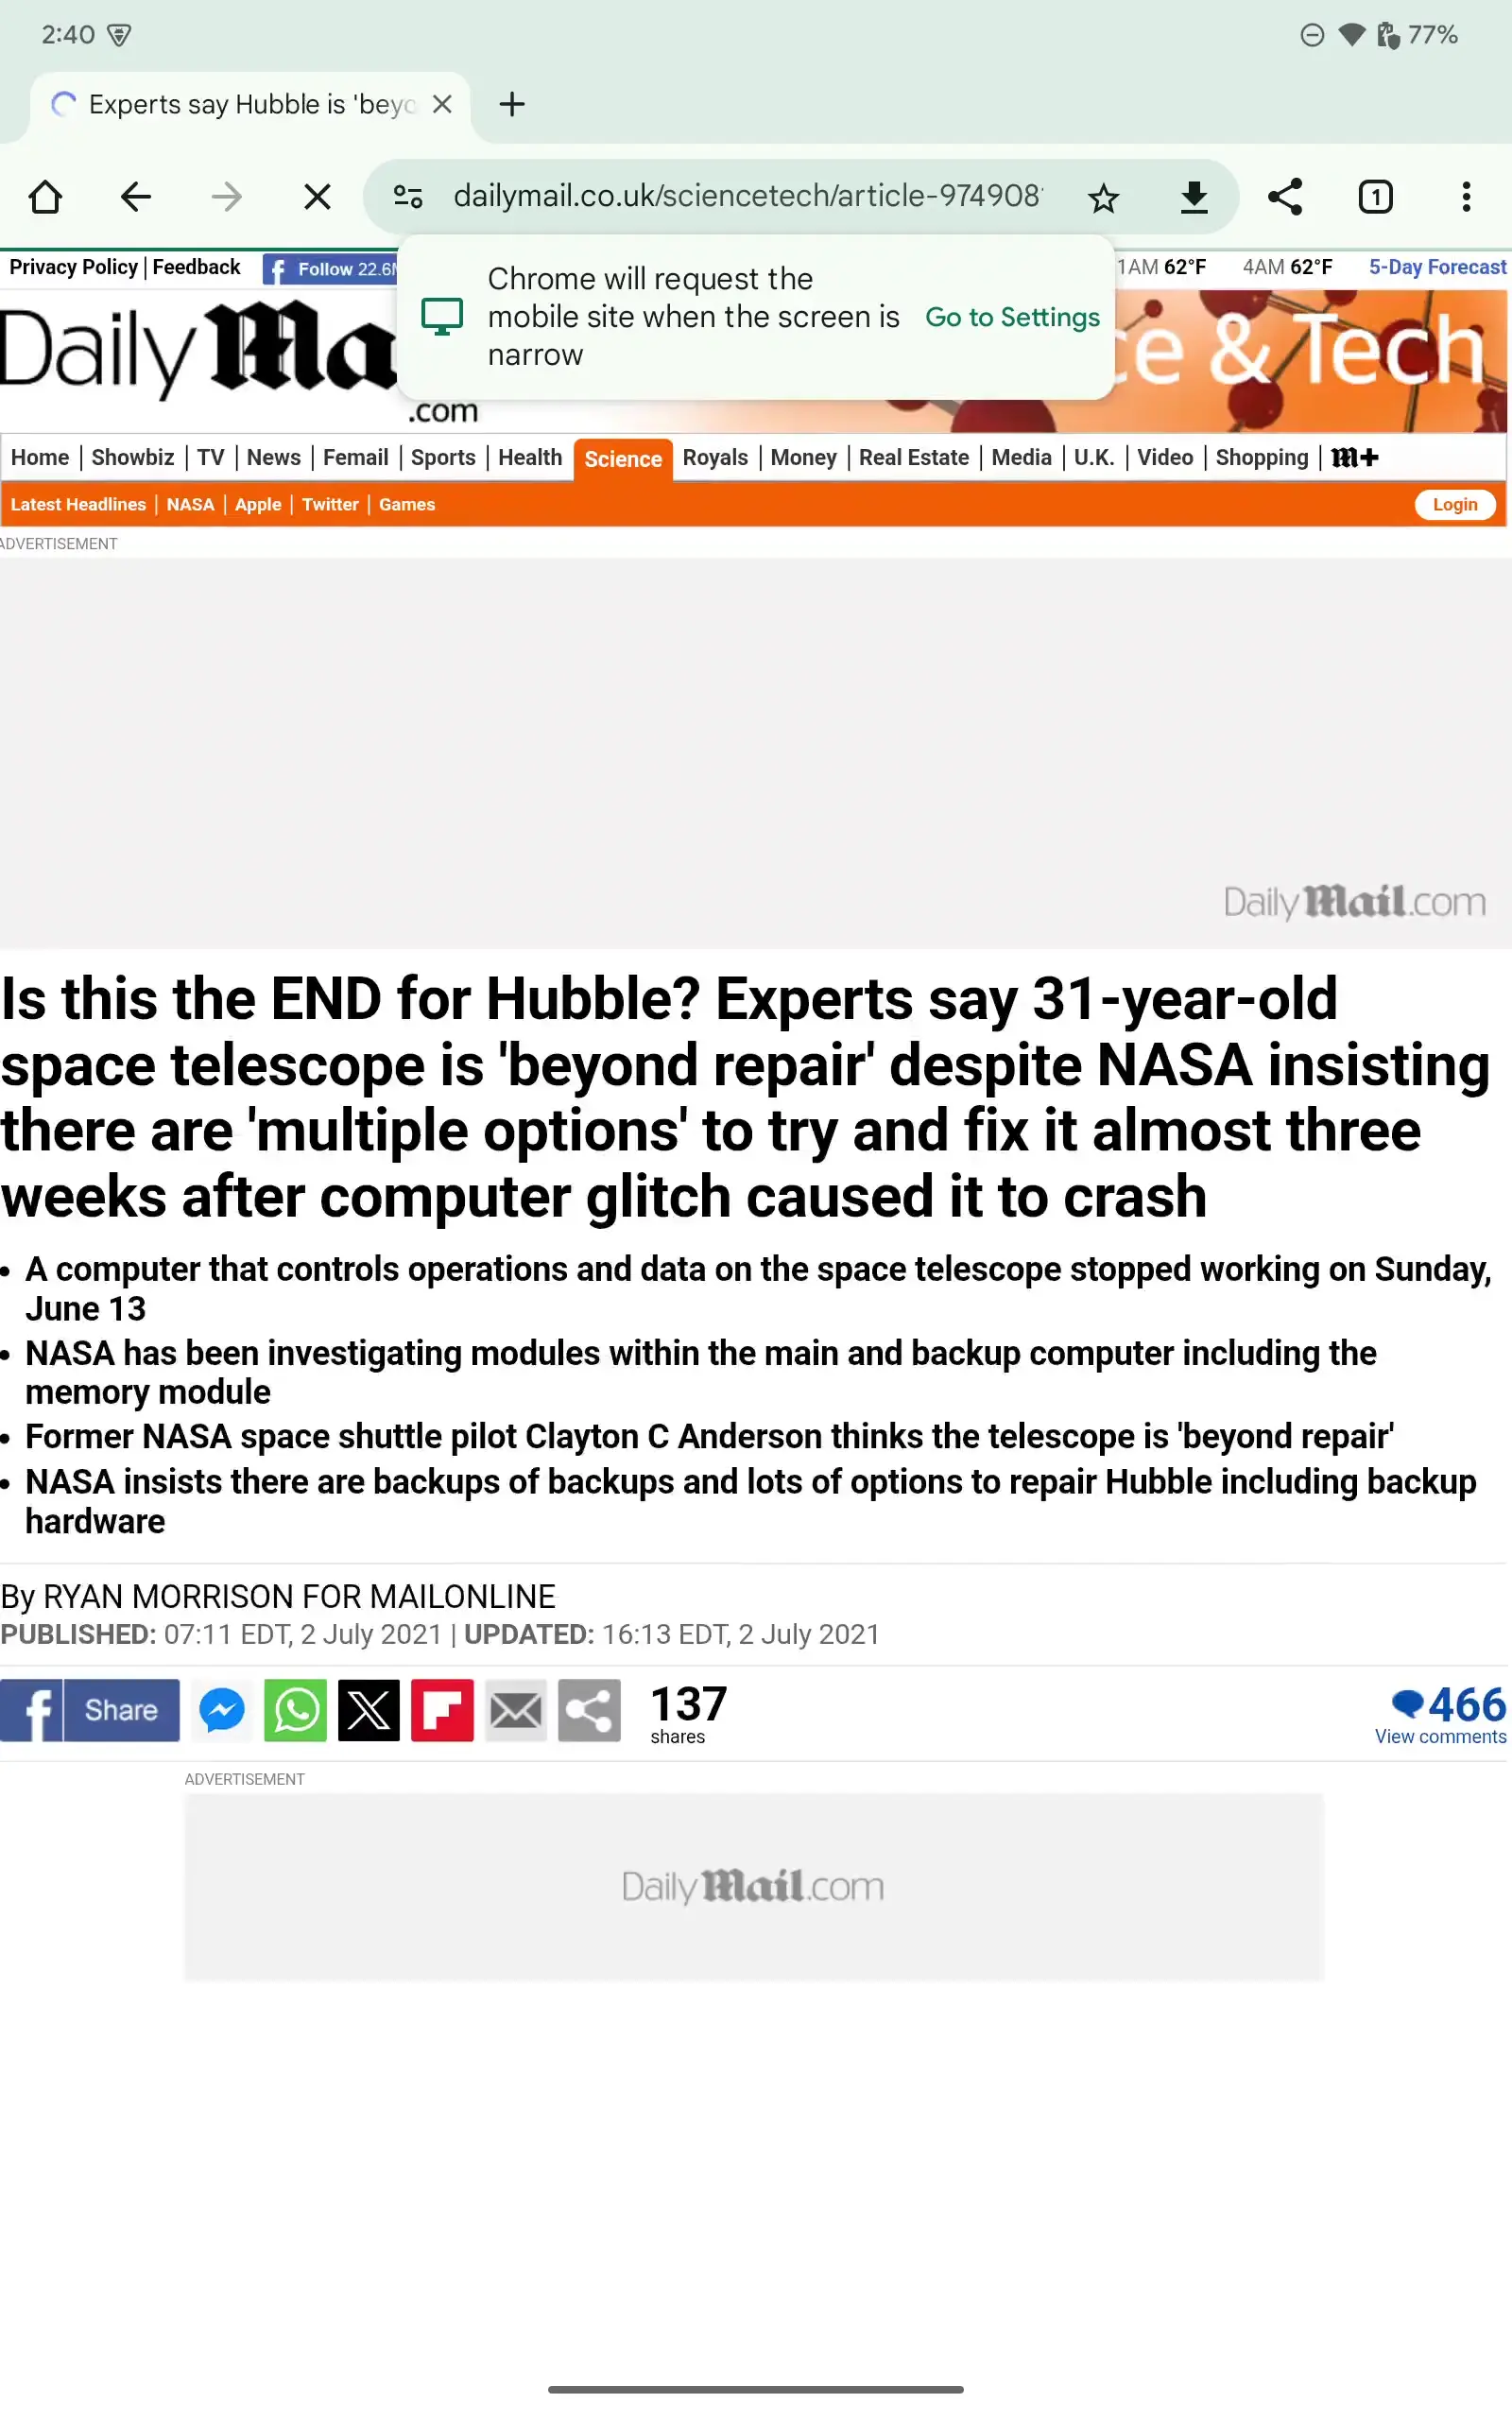 2:40
77%
Experts say Hubble is 'beyo
dailymail.co.uk/sciencetech/article-974908
1
Privacy Policy | Feedback
Follow 22.6
1AM 62°F 4AM 62°F 5-Day Forecast
Chrome will request the
mobile site when the screen is
narrow
Go to Settings
Daily Ma
.com
ce & Tech
Home | Showbiz | TV | News | Femail | Sports | Health Science Royals | Money | Real Estate | Media | U.K. | Video | Shopping | m+
Latest Headlines | NASA | Apple | Twitter | Games
Login
ADVERTISEMENT
Daily Mail.com
Is this the END for Hubble? Experts say 31-year-old
space telescope is 'beyond repair' despite NASA insisting
there are 'multiple options' to try and fix it almost three
weeks after computer glitch caused it to crash
• A computer that controls operations and data on the space telescope stopped working on Sunday,
June 13
• NASA has been investigating modules within the main and backup computer including the
memory module
• Former NASA space shuttle pilot Clayton C Anderson thinks the telescope is 'beyond repair'
• NASA insists there are backups of backups and lots of options to repair Hubble including backup
hardware
By RYAN MORRISON FOR MAILONLINE
PUBLISHED: 07:11 EDT, 2 July 2021 | UPDATED: 16:13 EDT, 2 July 2021
Share
137
shares
466
View comments
ADVERTISEMENT
Daily Mail.com